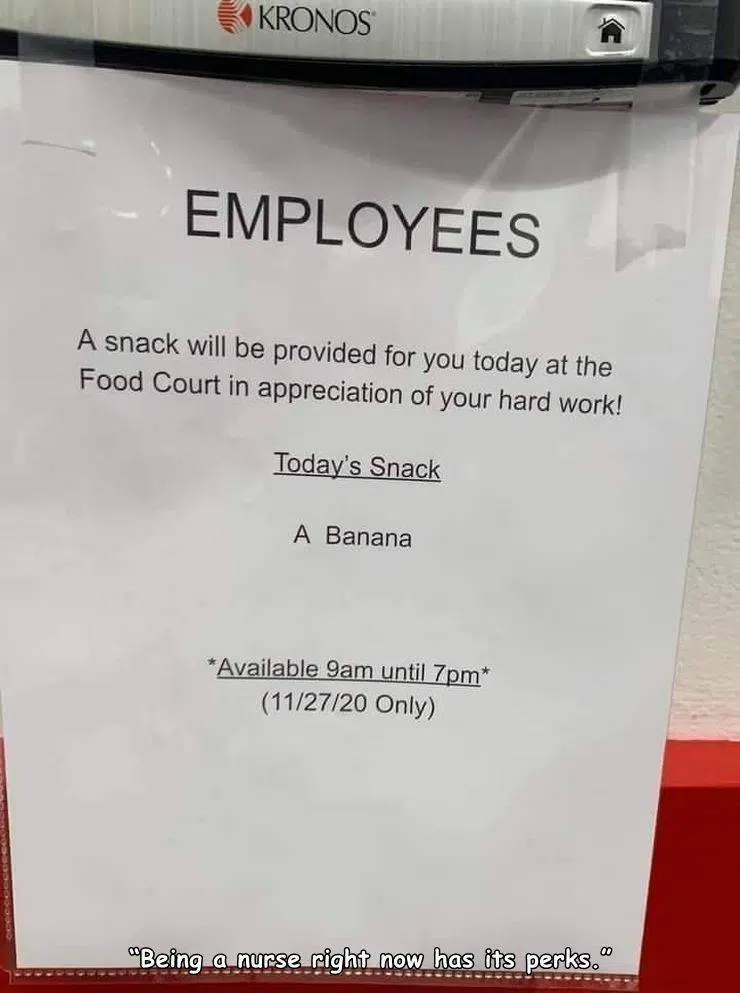 KRONOS
EMPLOYEES
A snack will be provided for you today at the
Food Court in appreciation of your hard work!
Today's Snack
A Banana
*Available 9am until 7pm*
(11/27/20 Only)
"Being a nurse right now has its perks."